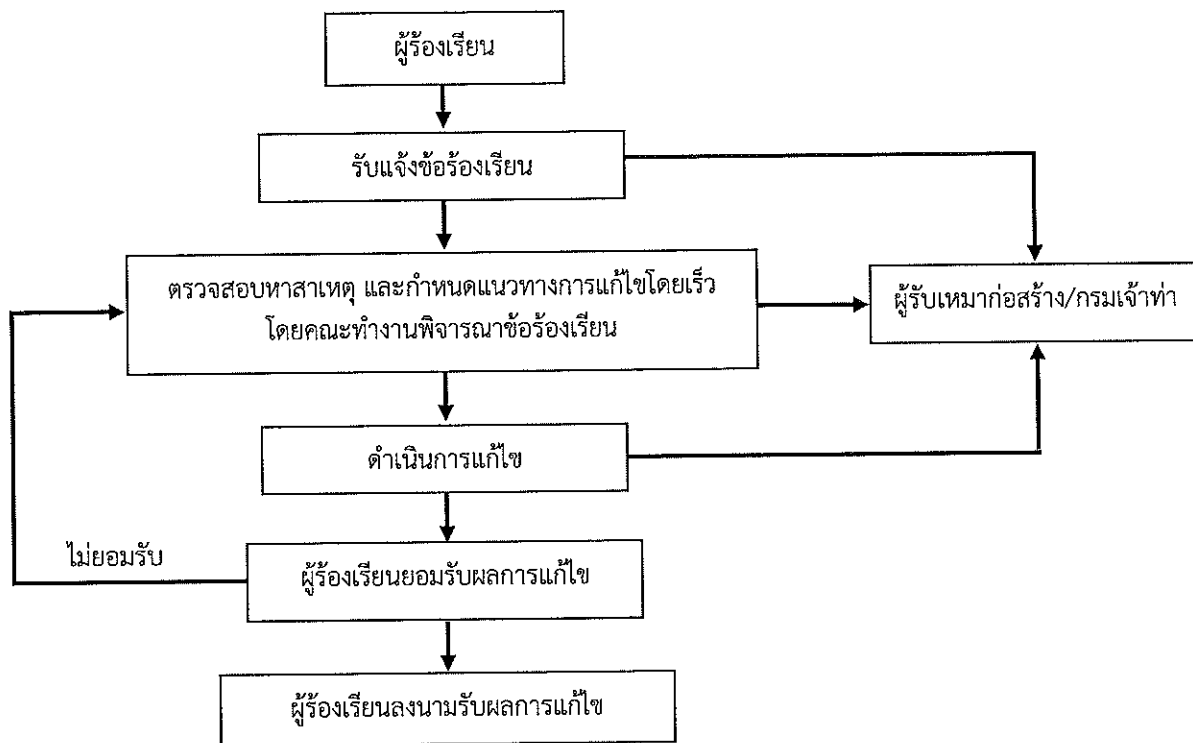 ผู้ร้องเรียน
รับแจ้งข้อร้องเรียน
ตรวจสอบหาสาเหตุ และกำหนดแนวทางการแก้ไขโดยเร็ว
โดยคณะทำงานพิจารณาข้อร้องเรียน
ผู้รับเหมาก่อสร้าง/กรมเจ้าท่า
ดำเนินการแก้ไข
ไม่ยอมรับ
ผู้ร้องเรียนยอมรับผลการแก้ไข
ผู้ร้องเรียนลงนามรับผลการแก้ไข